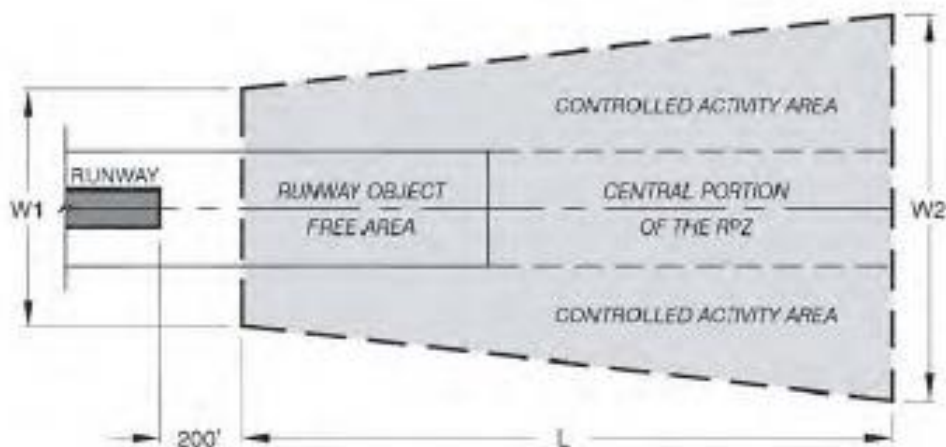 CONTROLLED ACTIVITY AREA
RUNWAY
W1
RUNWAY OBJECT
FREE AREA
CENTRAL PORTION
OF THE RPZ
W2
CONTROLLED ACTIVITY AREA
200'
L